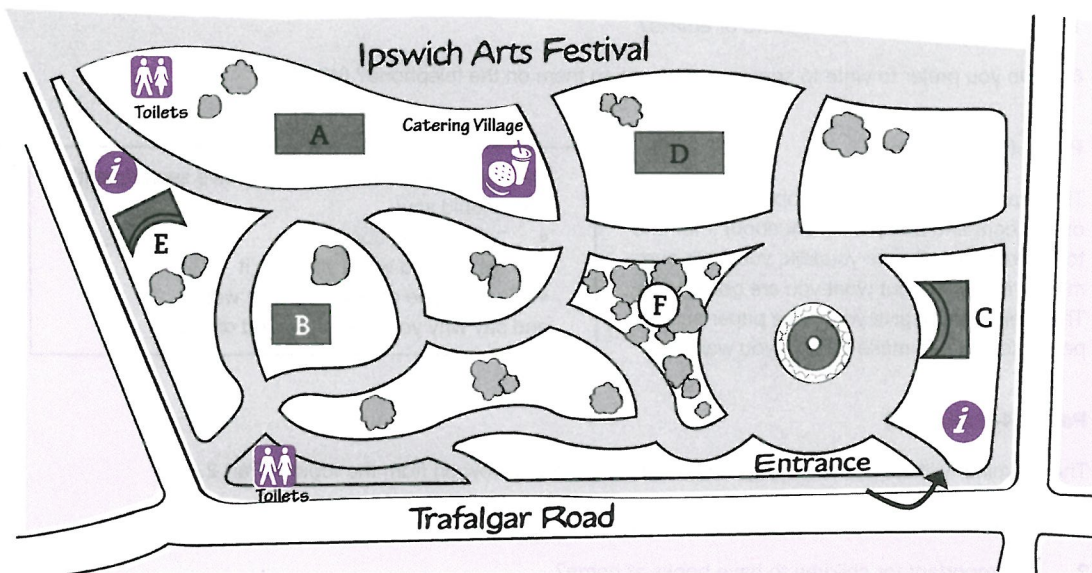 Ipswich Arts Festival
Toilets
A
Catering Village
D
i
E
B
F
C
i
Entrance
Toilets
Trafalgar Road